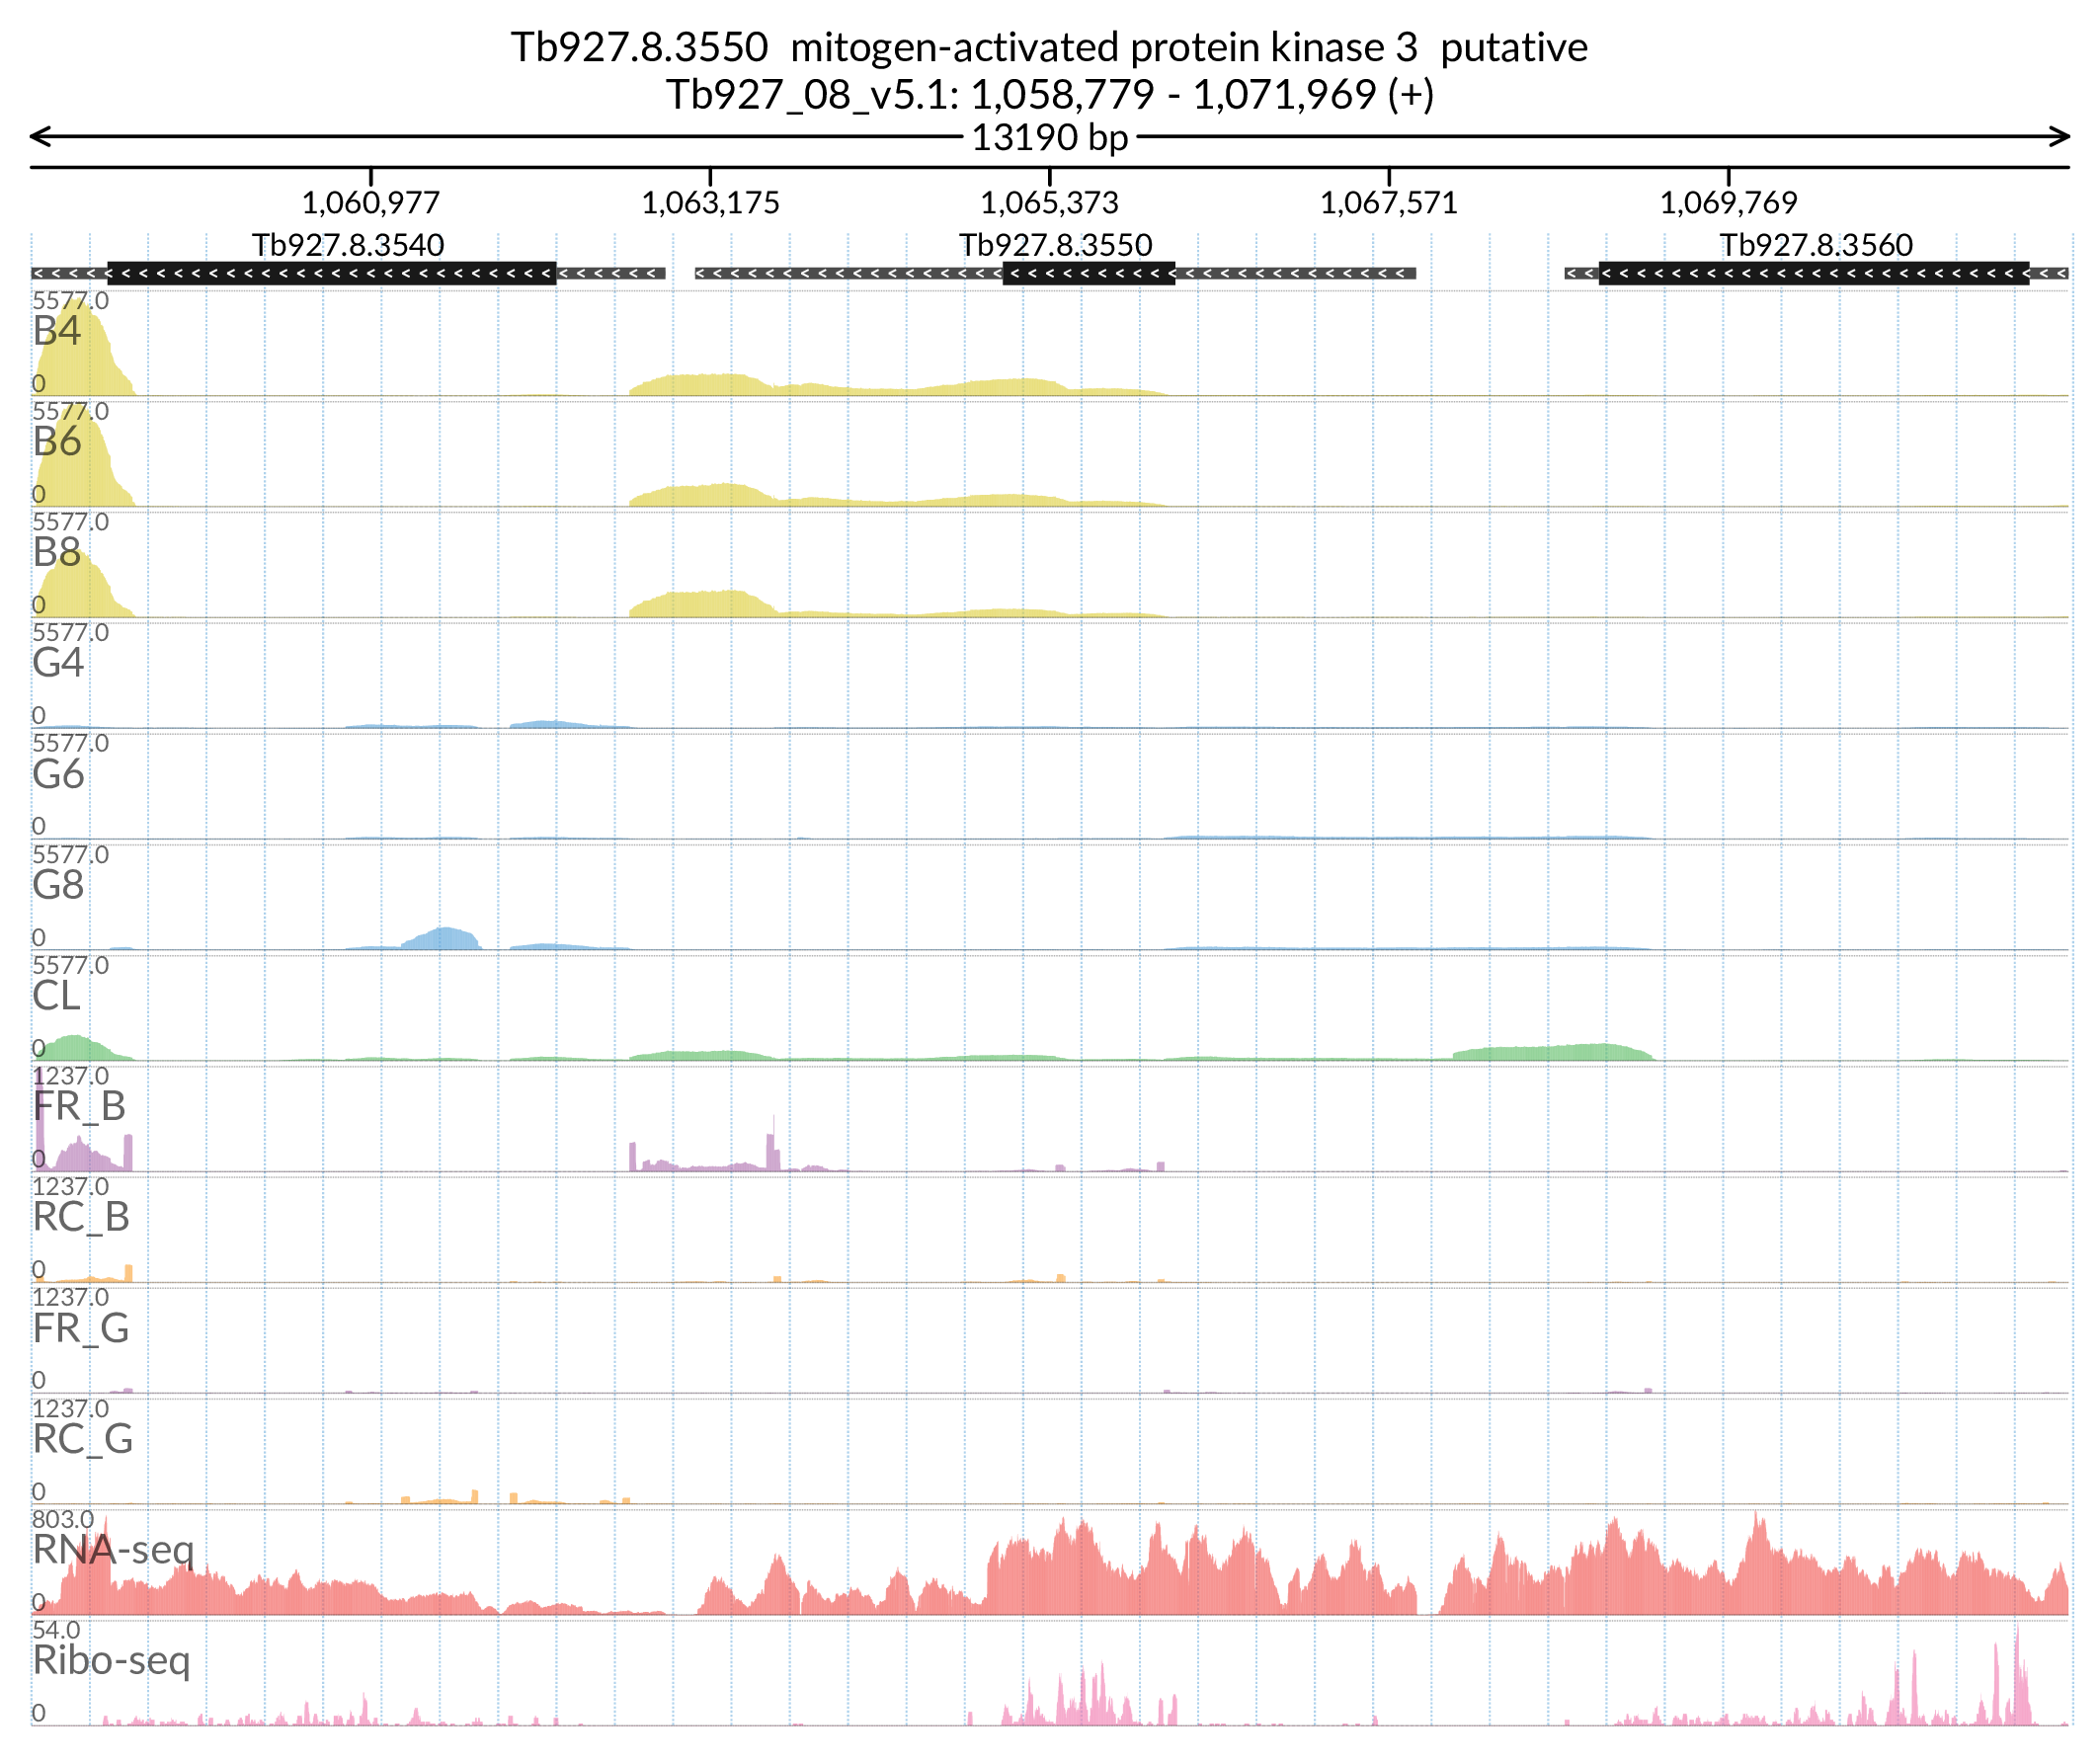 Tb927.8.3550 mitogen-activated protein kinase 3 putative
Tb927_08_v5.1: 1,058,779 - 1,071,969 (+)
13190 bp
1,060,977 1,063,175 1,065,373 1,067,571 1,069,769
Tb927.8.3540 Tb927.8.3550 Tb927.8.3560
5577.0
B4
0
5577.0
B6
0
5577.0
B8
0
5577.0
G4
0
5577.0
G6
0
5577.0
G8
0
5577.0
CL
0
1237.0
FR_B
0
1237.0
RC_B
0
1237.0
FR_G
0
1237.0
RC_G
0
803.0
RNA-seq
0
54.0
Ribo-seq
0